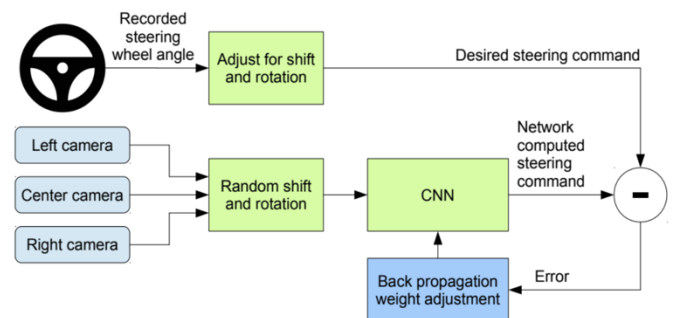 Recorded
steering
wheel angle
Adjust for shift
and rotation
Desired steering command
Left camera
Center camera
Right camera
Random shift
and rotation
CNN
Network
computed
steering
command
-
Back propagation
weight adjustment
Error